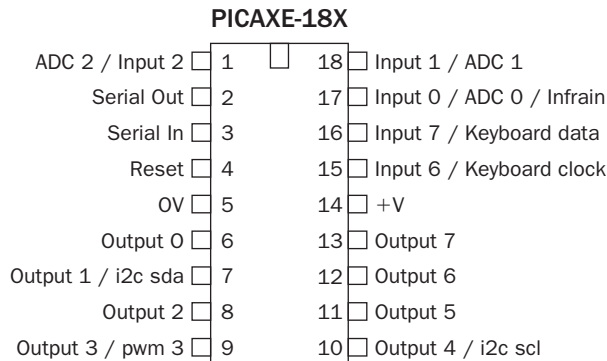 PICAXE-18X
ADC 2 / Input 2 1 18 Input 1 / ADC 1
Serial Out 2 17 Input 0 / ADC 0 / Infrain
Serial In 3 16 Input 7 / Keyboard data
Reset 4 15 Input 6 / Keyboard clock
0V 5 14 +V
Output 0 6 13 Output 7
Output 1 / i2c sda 7 12 Output 6
Output 2 8 11 Output 5
Output 3 / pwm 3 9 10 Output 4 / i2c scl